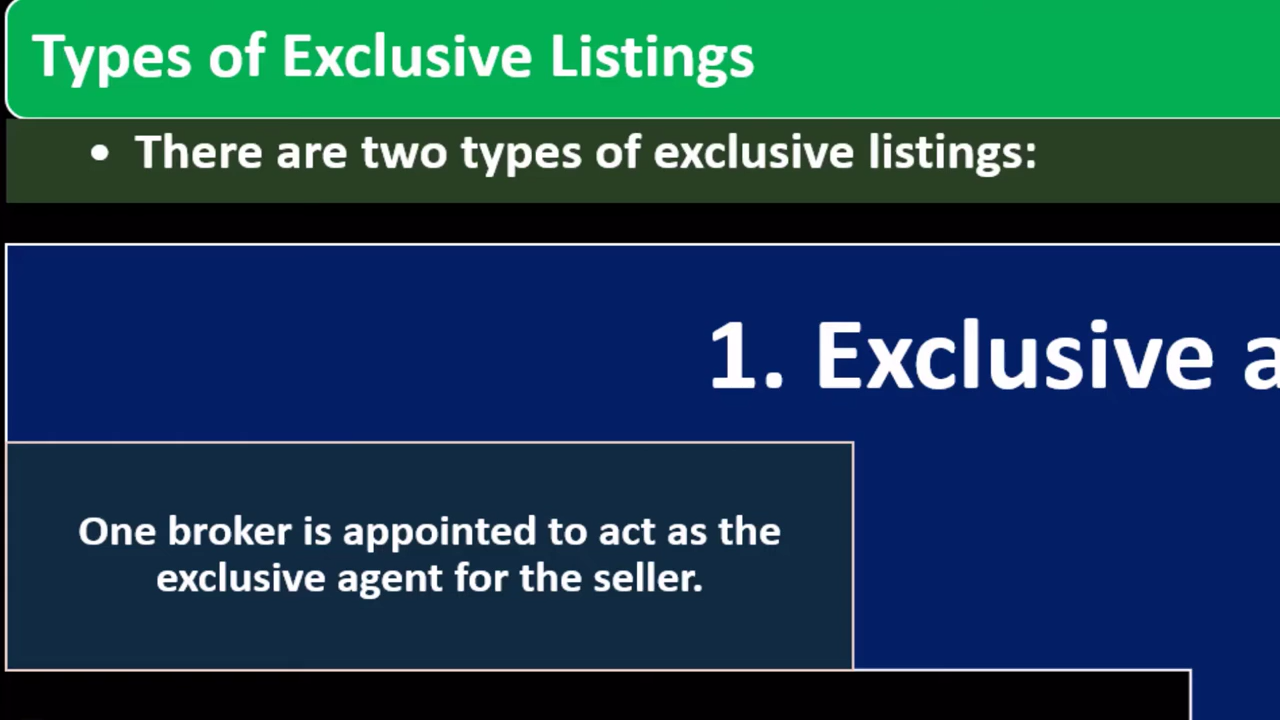 Types of Exclusive Listings
• There are two types of exclusive listings:
1. Exclusive a
One broker is appointed to act as the
exclusive agent for the seller.